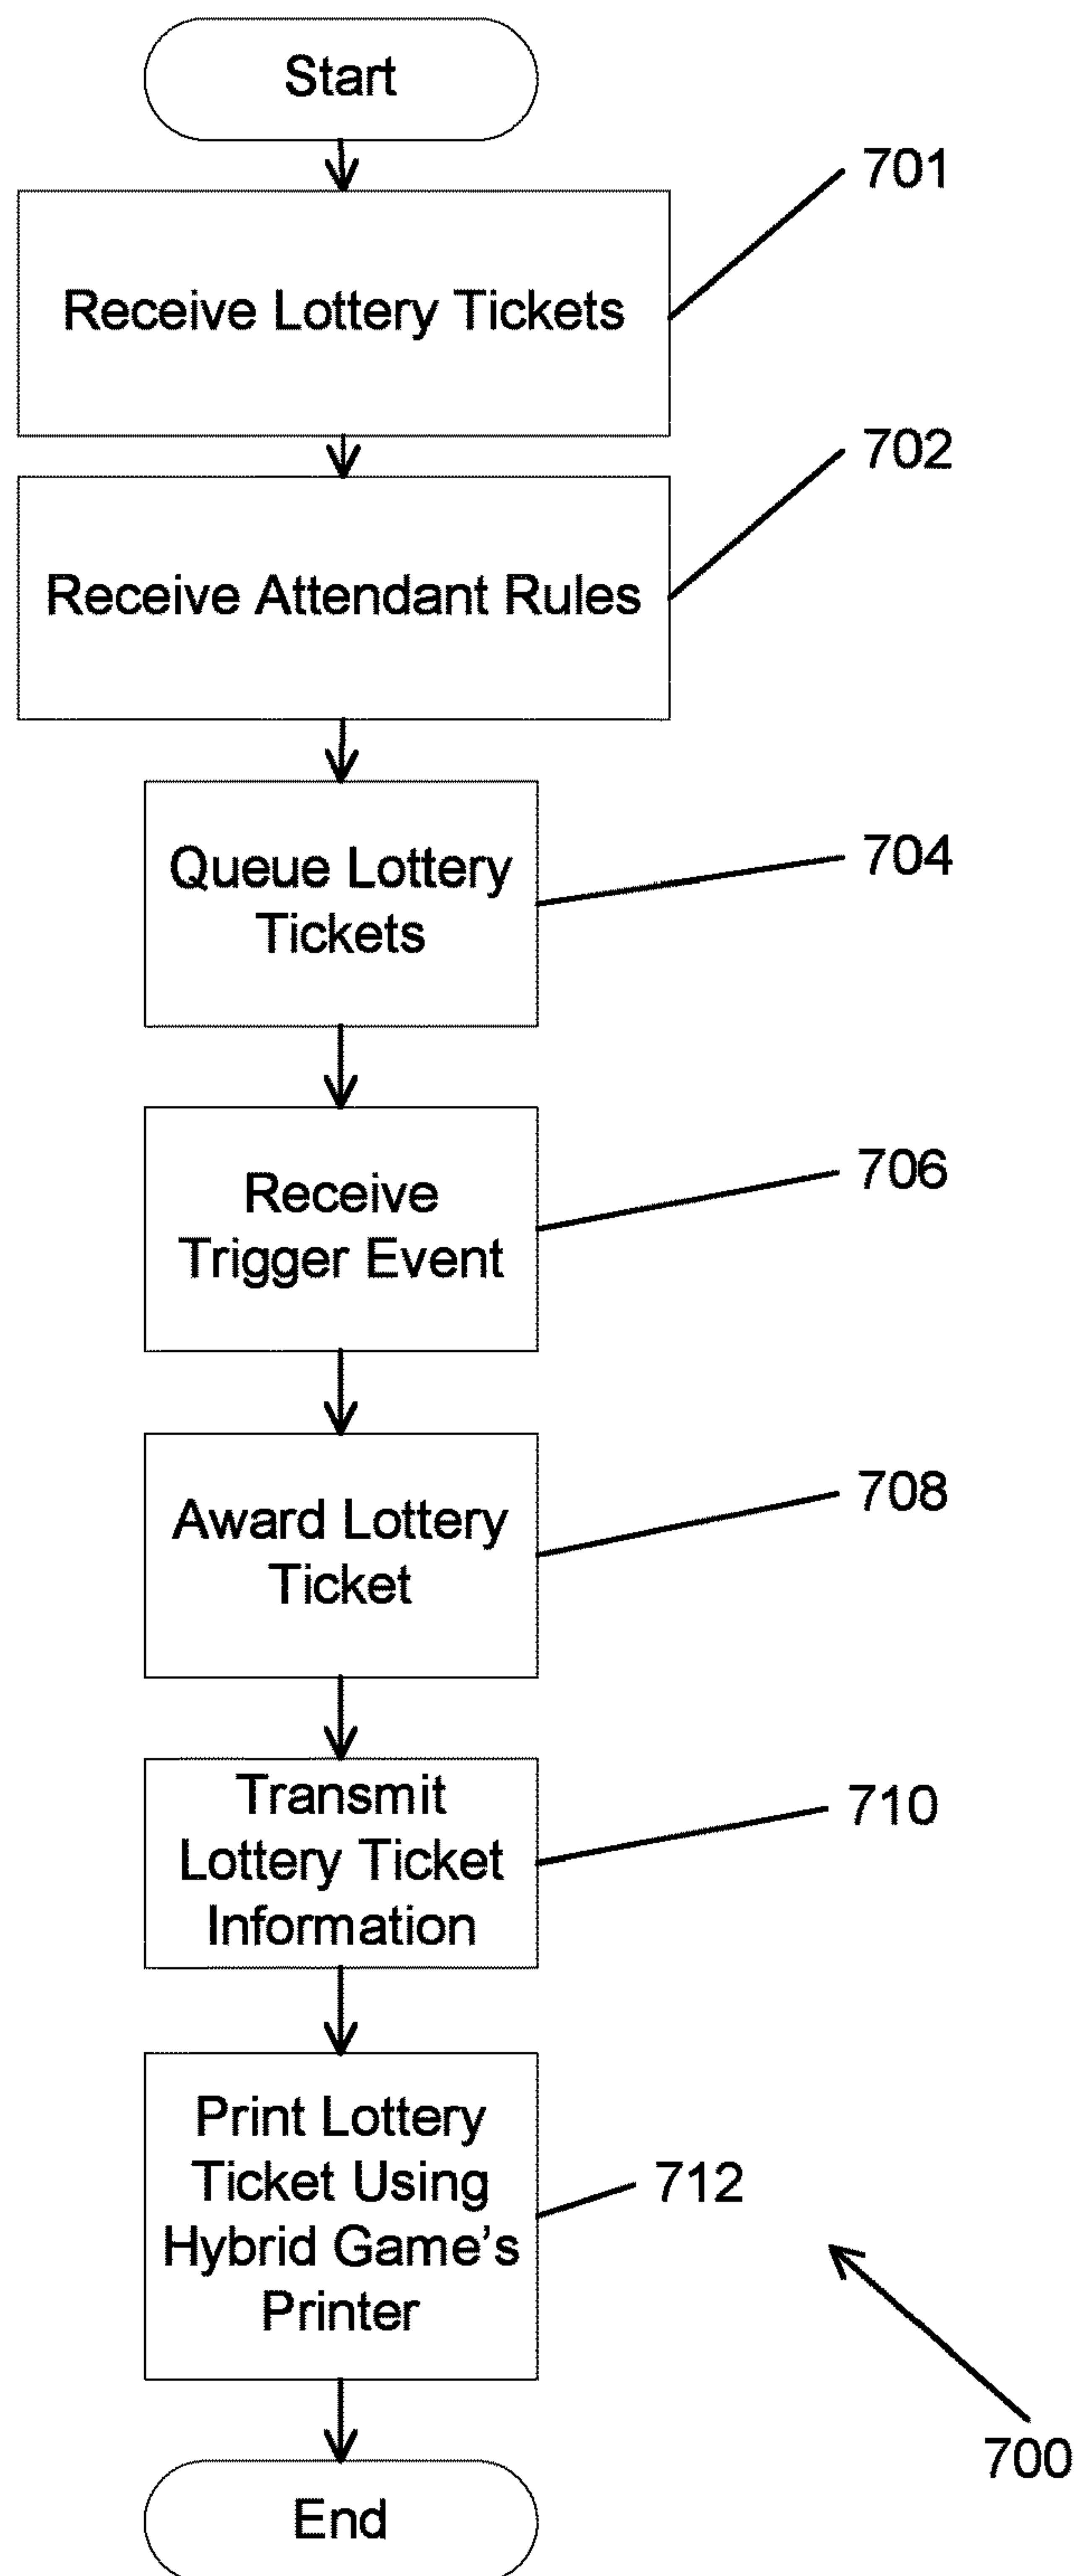 Start
701
Receive Lottery Tickets
702
Receive Attendant Rules
704
Queue Lottery
Tickets
706
Receive
Trigger Event
708
Award Lottery
Ticket
710
Transmit
Lottery Ticket
Information
712
Print Lottery
Ticket Using
Hybrid Game's
Printer
700
End